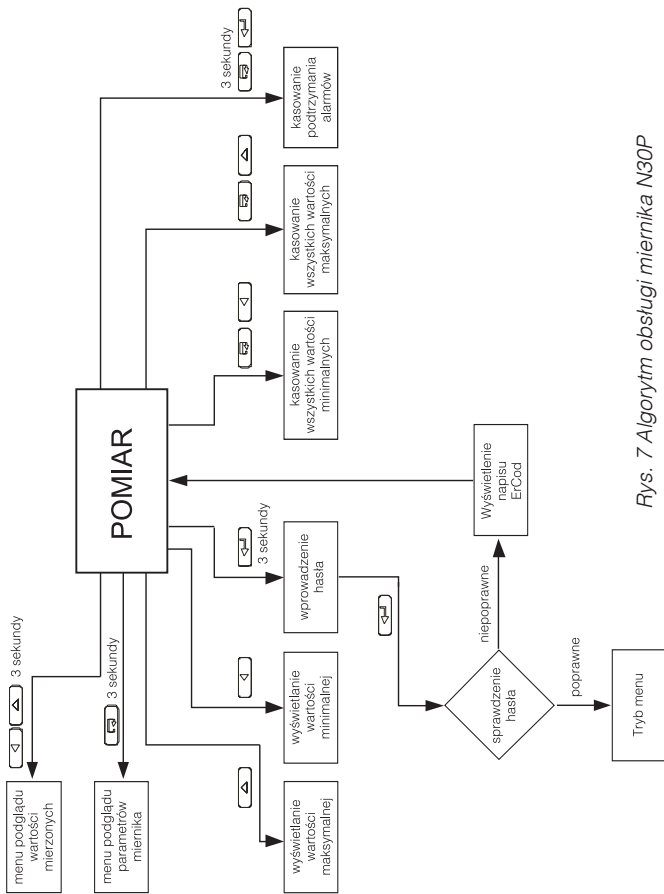 menu podglądu
wartości
mierzonych
3 sekundy
menu podglądu
parametrów
miernika
3 sekundy
POMIAR
3 sekundy
wyświetlanie
wartości
maksymalnej
wyświetlanie
wartości
minimalnej
3 sekundy
wprowadzenie
hasła
kasowanie
wszystkich wartości
minimalnych
kasowanie
wszystkich wartości
maksymalnych
kasowanie
podtrzymania
alarmów
sprawdzenie
hasła
niepoprawne
Wyświetlenie
napisu
ErCod
poprawne
Tryb menu
Rys. 7 Algorytm obsługi miernika N30P